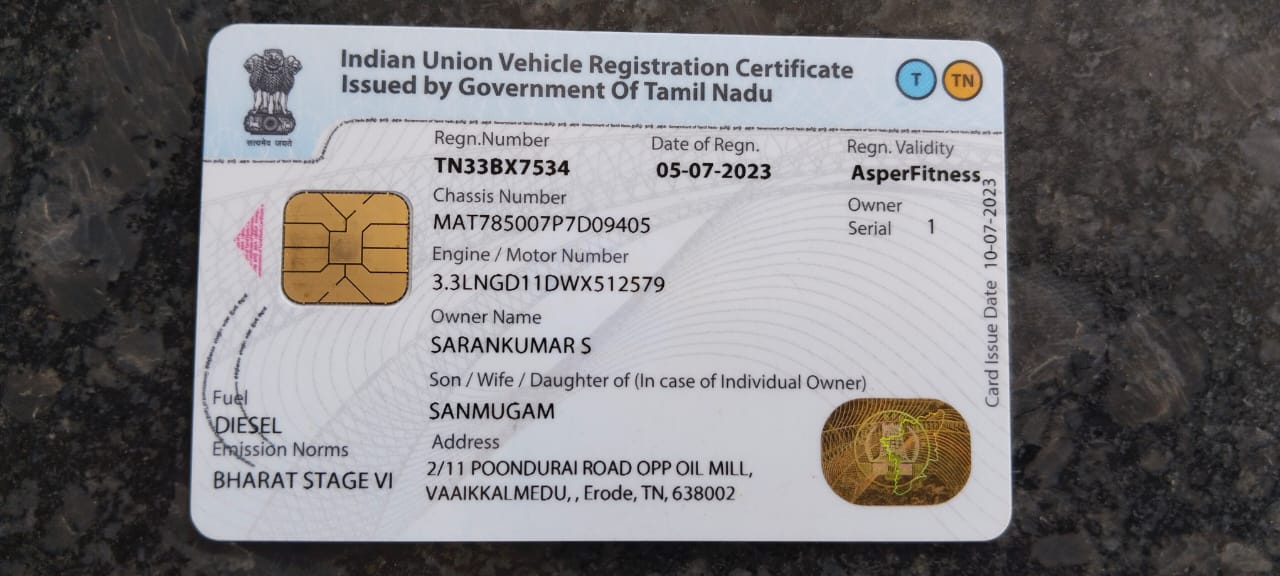 Indian Union Vehicle Registration Certificate
Issued by Government Of Tamil Nadu
T TN
सत्यमेव जयते
Regn.Number Date of Regn. Regn. Validity
TN33BX7534 05-07-2023 AsperFitness
Chassis Number Owner
MAT785007P7D09405 Serial 1
Engine / Motor Number
3.3LNGD11DWX512579
Owner Name
SARANKUMAR S
Son / Wife / Daughter of (In case of Individual Owner)
SANMUGAM
Address
2/11 POONDURAI ROAD OPP OIL MILL,
VAAIKKALMEDU, , Erode, TN, 638002
Fuel
DIESEL
Emission Norms
BHARAT STAGE VI
Card Issue Date 10-07-2023